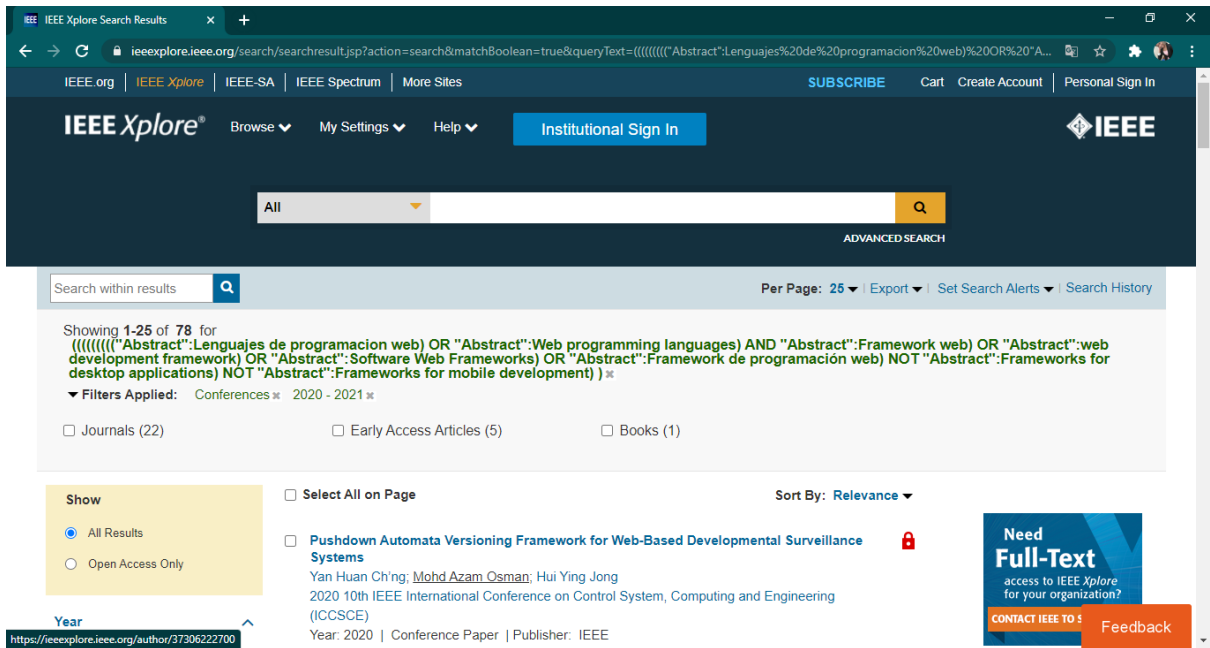 IEEE IEEE Xplore Search Results
ieeexplore.ieee.org/search/searchresult.jsp?action=search&matchBoolean=true&queryText=((((((((("Abstract":Lenguajes%20de%20programacion%20web)%20OR%20"A...
IEEE.org | IEEE Xplore | IEEE-SA | IEEE Spectrum | More Sites SUBSCRIBE Cart Create Account | Personal Sign In
IEEE Xplore® Browse My Settings Help Institutional Sign In IEEE
All
ADVANCED SEARCH
Search within results Per Page: 25 | Export | Set Search Alerts | Search History
Showing 1-25 of 78 for
((((((((("Abstract":Lenguajes de programacion web) OR "Abstract":Web programming languages) AND "Abstract":Framework web) OR "Abstract":web
development framework) OR "Abstract":Software Web Frameworks) OR "Abstract":Framework de programación web) NOT "Abstract":Frameworks for
desktop applications) NOT "Abstract":Frameworks for mobile development) )
Filters Applied: Conferences 2020 - 2021
Journals (22) Early Access Articles (5) Books (1)
Show
All Results
Open Access Only
Year
Select All on Page Sort By: Relevance
Pushdown Automata Versioning Framework for Web-Based Developmental Surveillance
Systems
Yan Huan Ch'ng; Mohd Azam Osman; Hui Ying Jong
2020 10th IEEE International Conference on Control System, Computing and Engineering
(ICCSCE)
Year: 2020 | Conference Paper | Publisher: IEEE
Need
Full-Text
access to IEEE Xplore
for your organization?
CONTACT IEEE TO S
Feedback
https://ieeexplore.ieee.org/author/37306222700